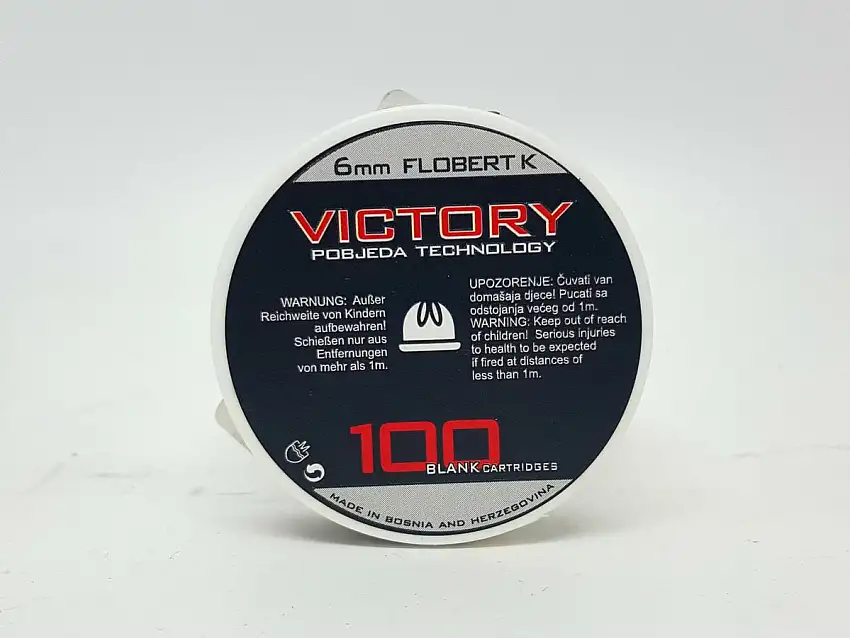 6mm FLOBERT K
VICTORY
POBJEDA TECHNOLOGY
WARNUNG: Außer
Reichweite von Kindern
aufbewahren!
Schießen nur aus
Entfernungen
von mehr als 1m.
UPOZORENJE: Čuvati van
domašaja djece! Pucati sa
odstojanja većeg od 1m.
WARNING: Keep out of reach
of children! Serious injuries
to health to be expected
if fired at distances of
less than 1m.
100
BLANK CARTRIDGES
MADE IN BOSNIA AND HERZEGOVINA